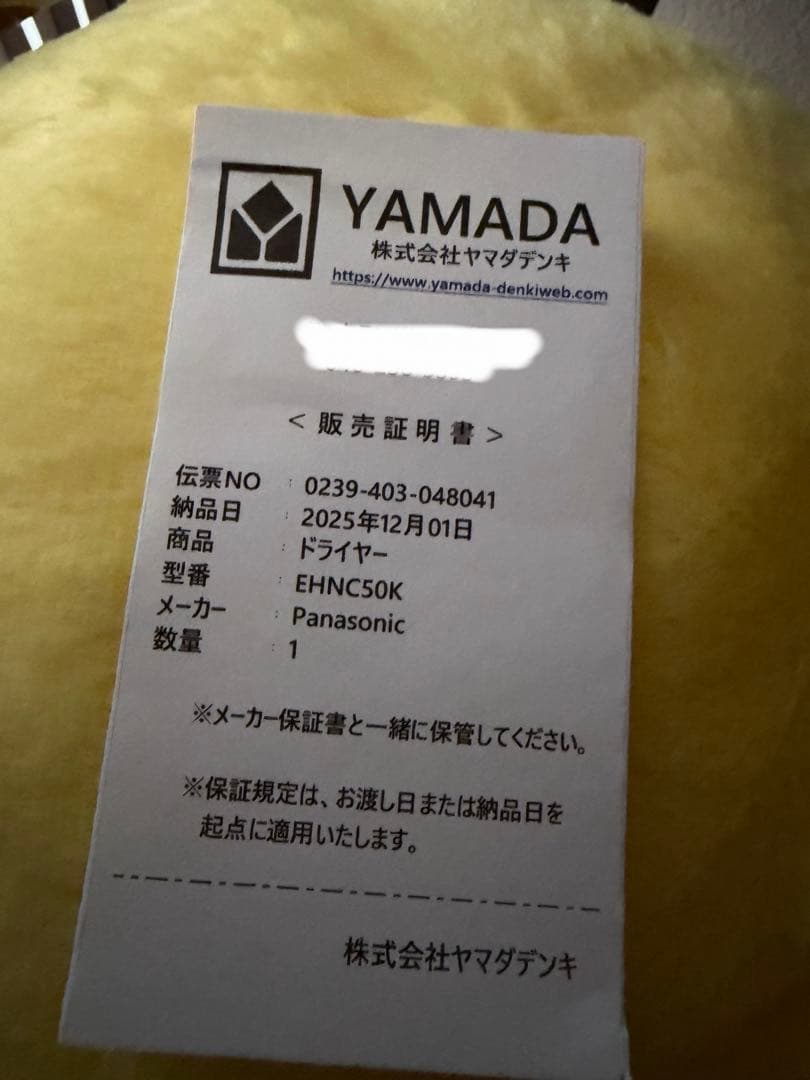 YAMADA
株式会社ヤマダデンキ
https://www.yamada-denkiweb.com
<販売証明書>
伝票NO : 0239-403-048041
納品日 : 2025年12月01日
商品 : ドライヤー
型番 : EHNC50K
メーカー : Panasonic
数量 : 1
※メーカー保証書と一緒に保管してください。
※保証規定は、お渡し日または納品日を
起点に適用いたします。
株式会社ヤマダデンキ